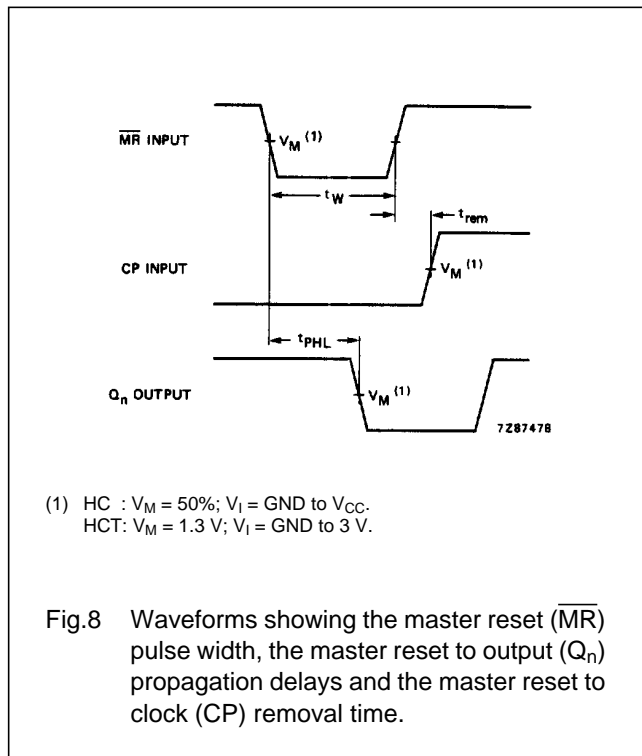 M̅R̅ INPUT
V_M (1)
t_W
t_rem
CP INPUT
V_M (1)
t_PHL
Q_n OUTPUT
V_M (1)
7Z87478
(1) HC : V_M = 50%; V_I = GND to V_CC.
HCT: V_M = 1.3 V; V_I = GND to 3 V.
Fig.8 Waveforms showing the master reset (M̅R̅)
pulse width, the master reset to output (Q_n)
propagation delays and the master reset to
clock (CP) removal time.